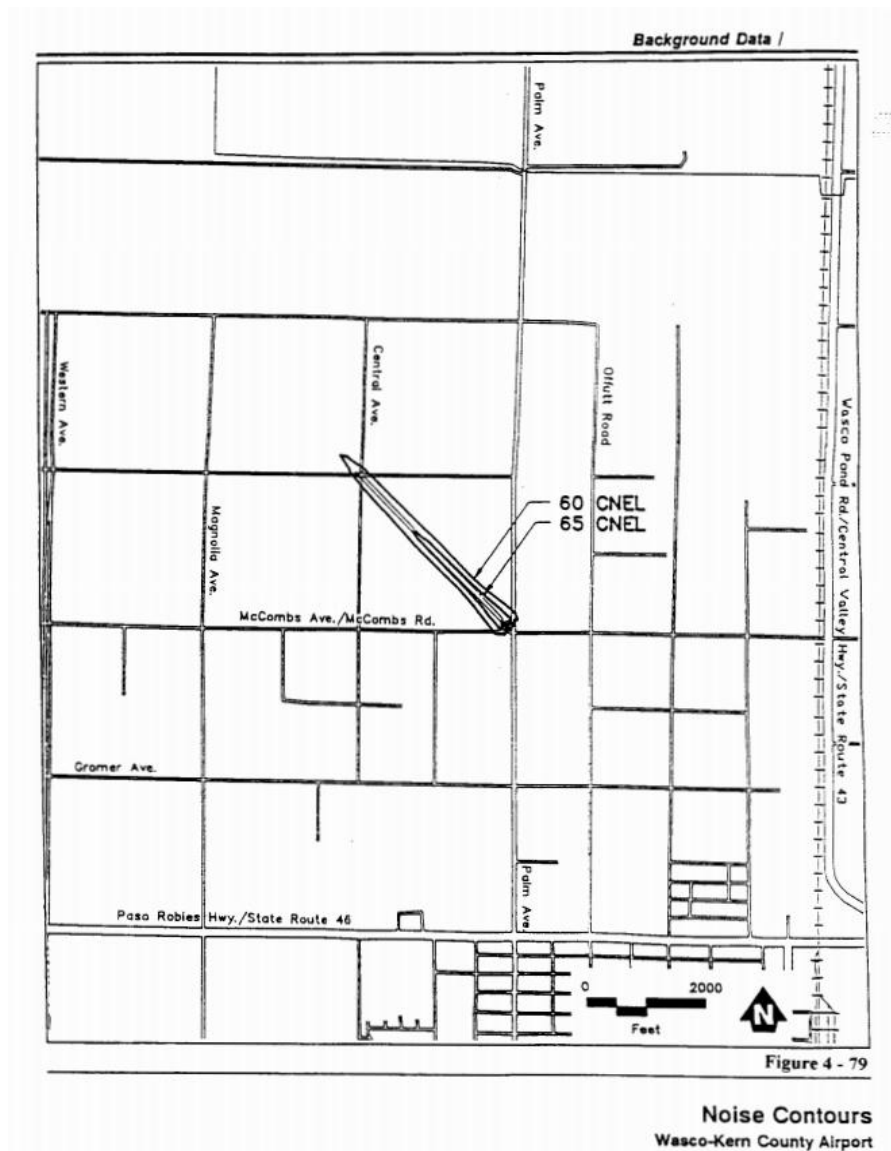 Background Data /
Palm Ave.
Western Ave.
Central Ave.
Offutt Road
Wasco Pond Rd./Central Valley Hwy./State Route 43
60 CNEL
65 CNEL
Magnolia Ave.
McCombs Ave./McCombs Rd.
Gromer Ave.
Palm Ave.
Paso Robles Hwy./State Route 46
0 2000
Feet
N
Figure 4 - 79
Noise Contours
Wasco-Kern County Airport